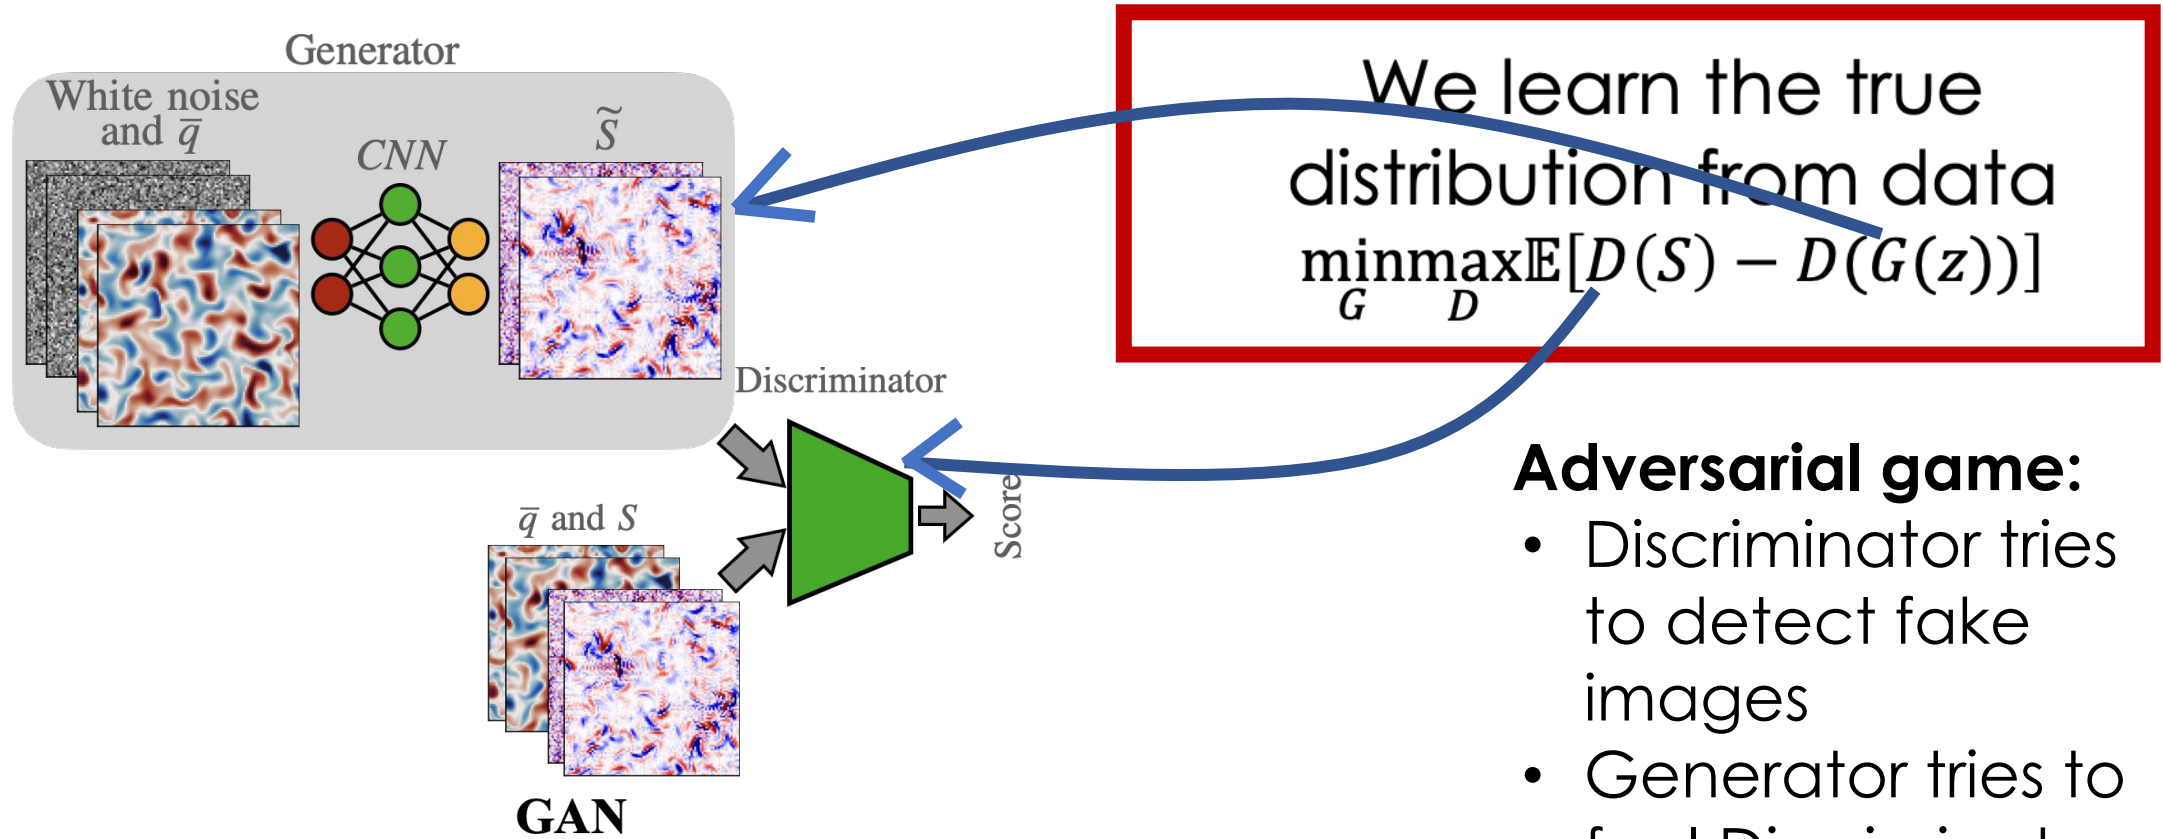 Generator
White noise
and q̅
CNN
S̃
Discriminator
Score
q̅ and S
GAN
We learn the true
distribution from data
min max 𝔼[D(S) − D(G(z))]
G D
Adversarial game:
• Discriminator tries
to detect fake
images
• Generator tries to